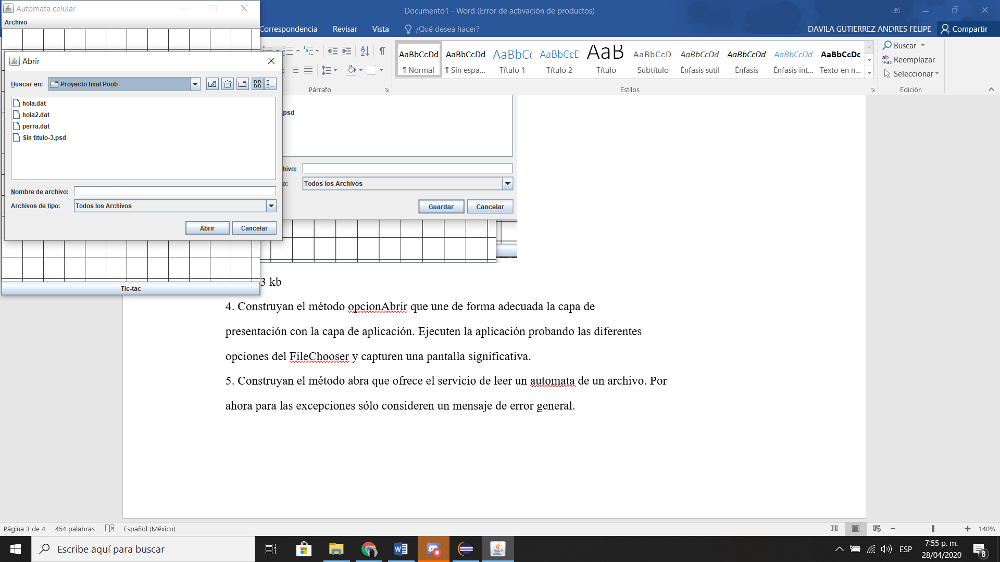 Automata celular
Archivo
Documento1 - Word (Error de activación de productos)
Correspondencia Revisar Vista ¿Qué desea hacer?
DAVILA GUTIERREZ ANDRES FELIPE Compartir
AaBbCcDd AaBbCcDd AaBbC( AaBbCcC AaB AaBbCcD AaBbCcDd AaBbCcDd AaBbCcDd AaBbCcDc
¶ Normal ¶ Sin espa... Título 1 Título 2 Título Subtítulo Énfasis sutil Énfasis Énfasis int... Texto en n...
Buscar
Reemplazar
Seleccionar
Párrafo Estilos Edición
Abrir
Buscar en: Proyecto final Poob
hola.dat
hola2.dat
perra.dat
Sin título-3.psd
Nombre de archivo:
Archivos de tipo: Todos los Archivos
Abrir Cancelar
Tic-tac
.psd
hivo:
o: Todos los Archivos
Guardar Cancelar
3 kb
4. Construyan el método opcionAbrir que une de forma adecuada la capa de
presentación con la capa de aplicación. Ejecuten la aplicación probando las diferentes
opciones del FileChooser y capturen una pantalla significativa.
5. Construyan el método abra que ofrece el servicio de leer un automata de un archivo. Por
ahora para las excepciones sólo consideren un mensaje de error general.
Página 3 de 4 454 palabras Español (México) 140%
Escribe aquí para buscar
ESP
7:55 p. m.
28/04/2020
8